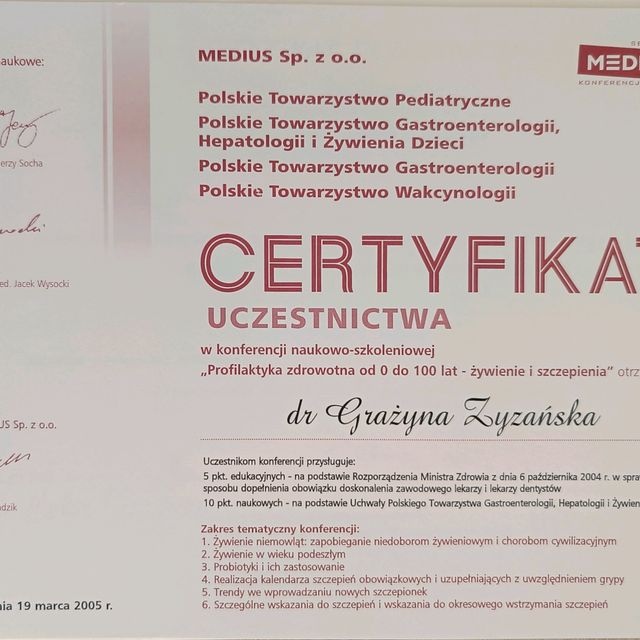 aukowe:
erzy Socha
ed. Jacek Wysocki
US Sp. z o.o.
dzik
nia 19 marca 2005 r.
MEDIUS Sp. z o.o.
MED
KONFERENCJ
Polskie Towarzystwo Pediatryczne
Polskie Towarzystwo Gastroenterologii,
Hepatologii i Żywienia Dzieci
Polskie Towarzystwo Gastroenterologii
Polskie Towarzystwo Wakcynologii
CERTYFIKAT
UCZESTNICTWA
w konferencji naukowo-szkoleniowej
„Profilaktyka zdrowotna od 0 do 100 lat - żywienie i szczepienia" otrz
dr Grażyna Zyzańska
Uczestnikom konferencji przysługuje:
5 pkt. edukacyjnych - na podstawie Rozporządzenia Ministra Zdrowia z dnia 6 października 2004 r. w spraw
sposobu dopełnienia obowiązku doskonalenia zawodowego lekarzy i lekarzy dentystów
10 pkt. naukowych - na podstawie Uchwały Polskiego Towarzystwa Gastroenterologii, Hepatologii i Żywieni
Zakres tematyczny konferencji:
1. Żywienie niemowląt: zapobieganie niedoborom żywieniowym i chorobom cywilizacyjnym
2. Żywienie w wieku podeszłym
3. Probiotyki i ich zastosowanie
4. Realizacja kalendarza szczepień obowiązkowych i uzupełniających z uwzględnieniem grypy
5. Trendy we wprowadzaniu nowych szczepionek
6. Szczególne wskazania do szczepień i wskazania do okresowego wstrzymania szczepień